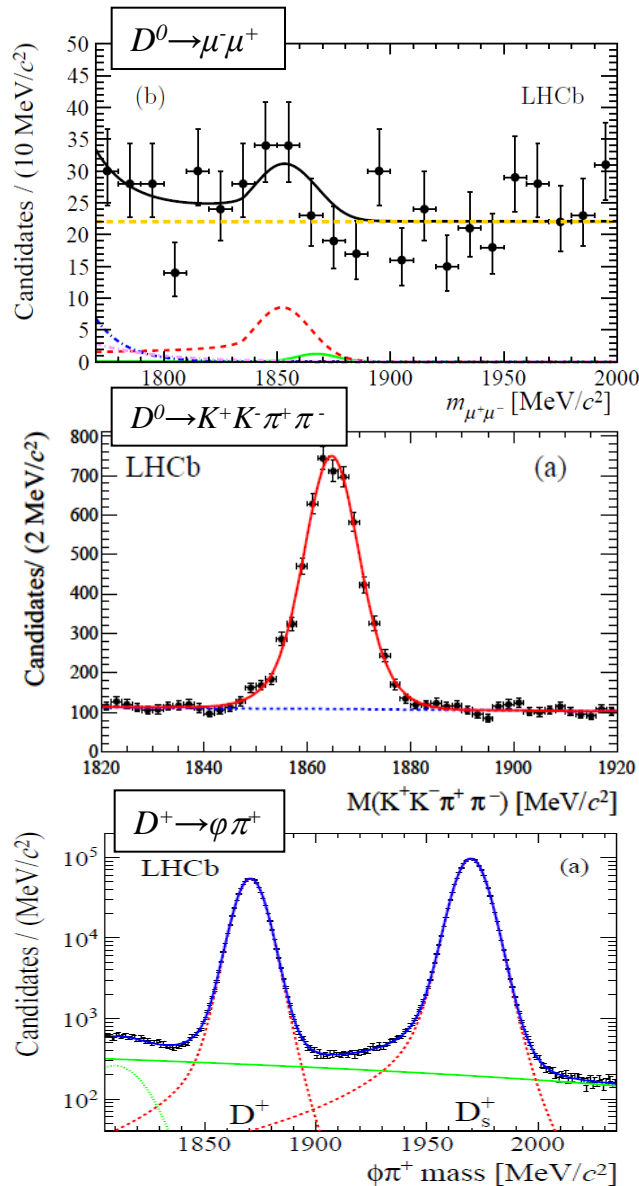 D⁰→μ⁻μ⁺
(b) LHCb
Candidates / (10 MeV/c²)
50
45
40
35
30
25
20
15
10
5
0
1800 1850 1900 1950 2000
m_μ⁺μ⁻ [MeV/c²]
D⁰→K⁺K⁻π⁺π⁻
LHCb (a)
Candidates/ (2 MeV/c²)
800
700
600
500
400
300
200
100
0
1820 1840 1860 1880 1900 1920
M(K⁺K⁻π⁺π⁻) [MeV/c²]
D⁺→φπ⁺
LHCb (a)
Candidates / (MeV/c²)
10⁵
10⁴
10³
10²
D⁺ D_s⁺
1850 1900 1950 2000
ϕπ⁺ mass [MeV/c²]